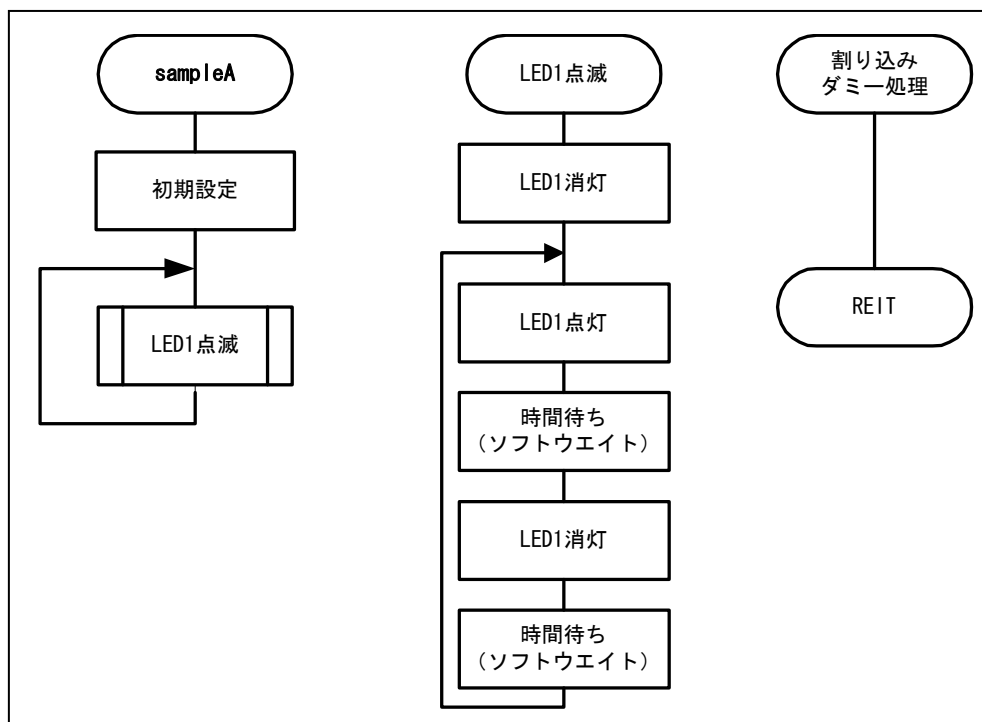 sampleA
初期設定
LED1点滅
LED1点滅
LED1消灯
LED1点灯
時間待ち
（ソフトウエイト）
LED1消灯
時間待ち
（ソフトウエイト）
割り込み
ダミー処理
REIT